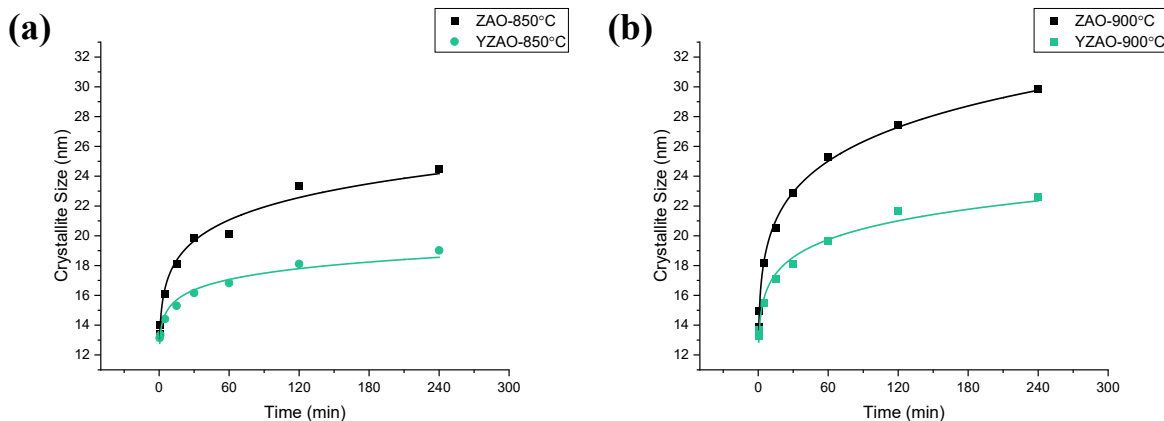 (a)
ZAO-850°C
YZAO-850°C
32
30
28
26
24
22
20
18
16
14
12
Crystallite Size (nm)
0 60 120 180 240 300
Time (min)
(b)
ZAO-900°C
YZAO-900°C
32
30
28
26
24
22
20
18
16
14
12
Crystallite Size (nm)
0 60 120 180 240 300
Time (min)